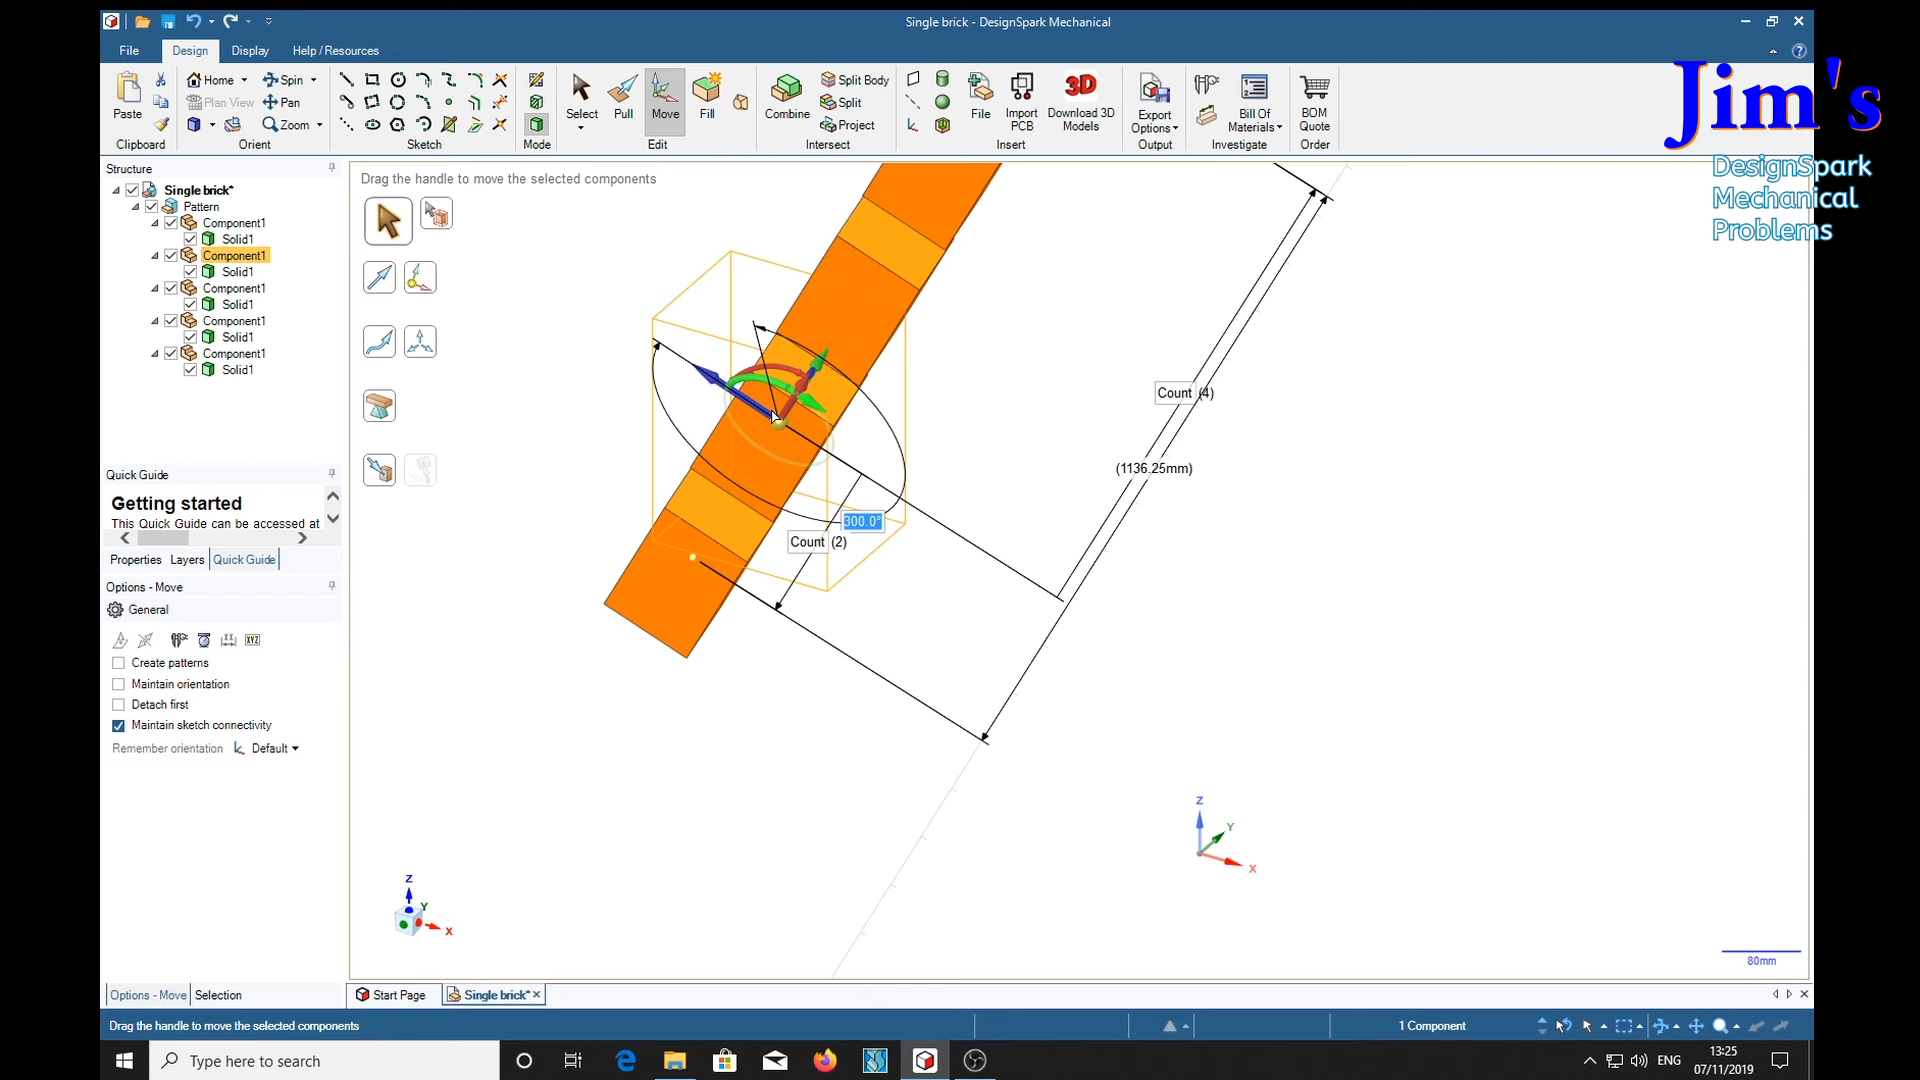 Single brick - DesignSpark Mechanical
File
Design
Display
Help / Resources
Jim's
DesignSpark
Mechanical
Problems
Paste
Clipboard
Home
Spin
Plan View
Pan
Zoom
Orient
Sketch
Mode
Select
Pull
Move
Fill
Edit
Combine
Split Body
Split
Project
Intersect
File
Import
PCB
Download 3D
Models
Insert
Export
Options
Output
Bill Of
Materials
Investigate
BOM
Quote
Order
3D
Structure
Single brick*
Pattern
Component1
Solid1
Component1
Solid1
Component1
Solid1
Component1
Solid1
Component1
Solid1
Drag the handle to move the selected components
Count (4)
(1136.25mm)
300.0°
Count (2)
Quick Guide
Getting started
This Quick Guide can be accessed at
Properties
Layers
Quick Guide
Options - Move
General
XYZ
Create patterns
Maintain orientation
Detach first
Maintain sketch connectivity
Remember orientation
Default
Z
Y
X
Z
Y
X
80mm
Options - Move
Selection
Start Page
Single brick*
Drag the handle to move the selected components
1 Component
Type here to search
ENG
13:25
07/11/2019